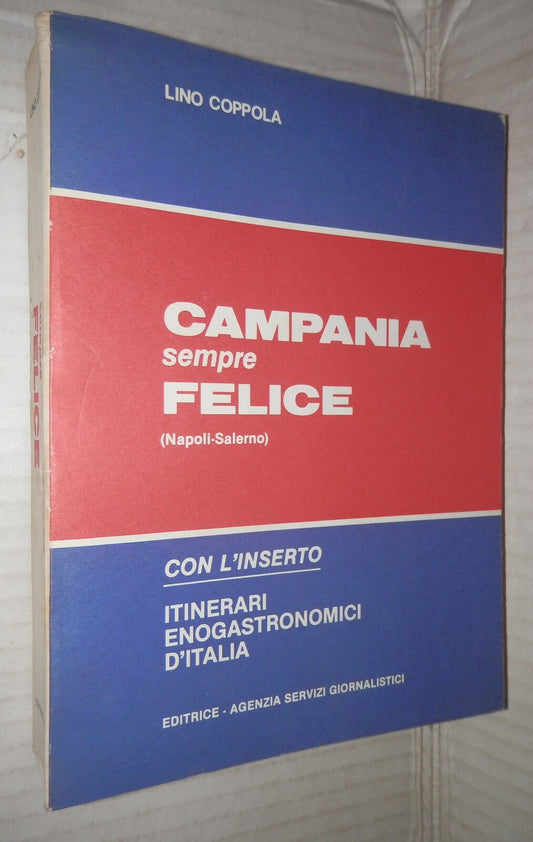 LINO COPPOLA
CAMPANIA
sempre
FELICE
(Napoli-Salerno)
CON L'INSERTO
ITINERARI
ENOGASTRONOMICI
D'ITALIA
EDITRICE - AGENZIA SERVIZI GIORNALISTICI
FELICE